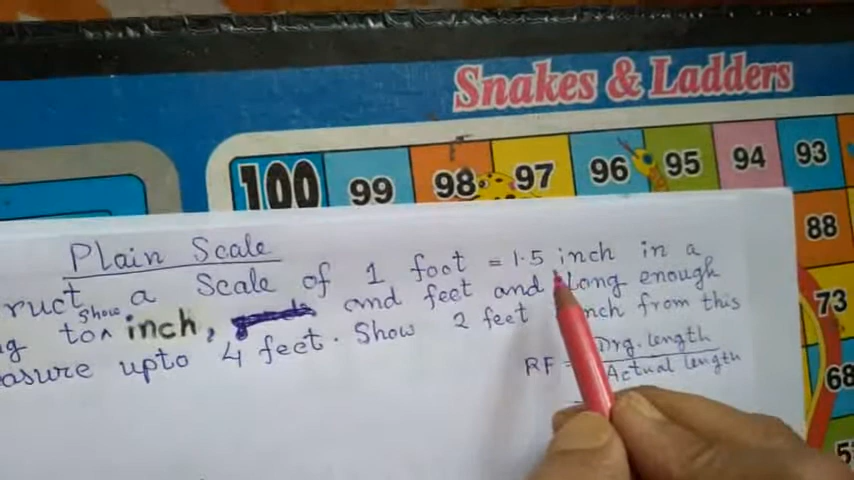 Snakes & Ladders
100 99 98 97 96 95 94 93
88
73
68
Plain Scale
ruct a Scale of 1 foot = 1.5 inch in a
g to show inch, and feet and long enough
asure upto 4 feet. Show 2 feet inch from this
RF = Drg. length
Actual length